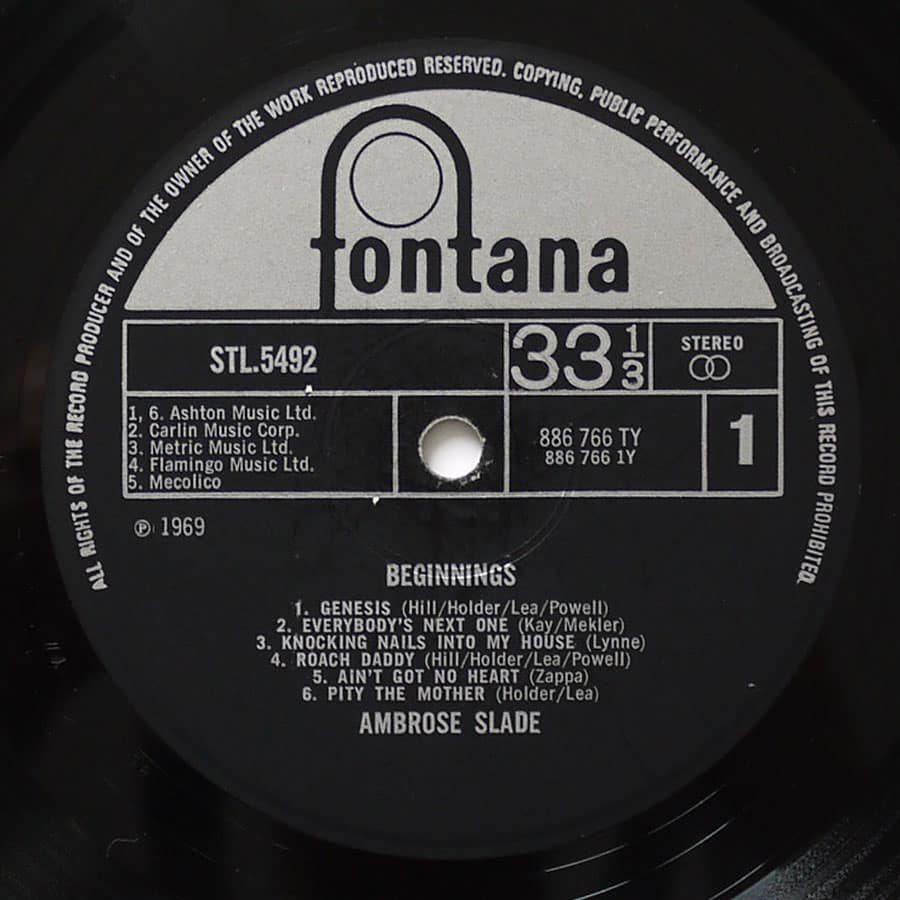 ALL RIGHTS OF THE RECORD PRODUCER AND OF THE OWNER OF THE WORK REPRODUCED RESERVED. COPYING, PUBLIC PERFORMANCE AND BROADCASTING OF THIS RECORD PROHIBITED.
fontana
STL.5492
33 1/3
STEREO
1, 6. Ashton Music Ltd.
2. Carlin Music Corp.
3. Metric Music Ltd.
4. Flamingo Music Ltd.
5. Mecolico
886 766 TY
886 766 1Y
1
℗ 1969
BEGINNINGS
1. GENESIS (Hill/Holder/Lea/Powell)
2. EVERYBODY'S NEXT ONE (Kay/Mekler)
3. KNOCKING NAILS INTO MY HOUSE (Lynne)
4. ROACH DADDY (Hill/Holder/Lea/Powell)
5. AIN'T GOT NO HEART (Zappa)
6. PITY THE MOTHER (Holder/Lea)
AMBROSE SLADE